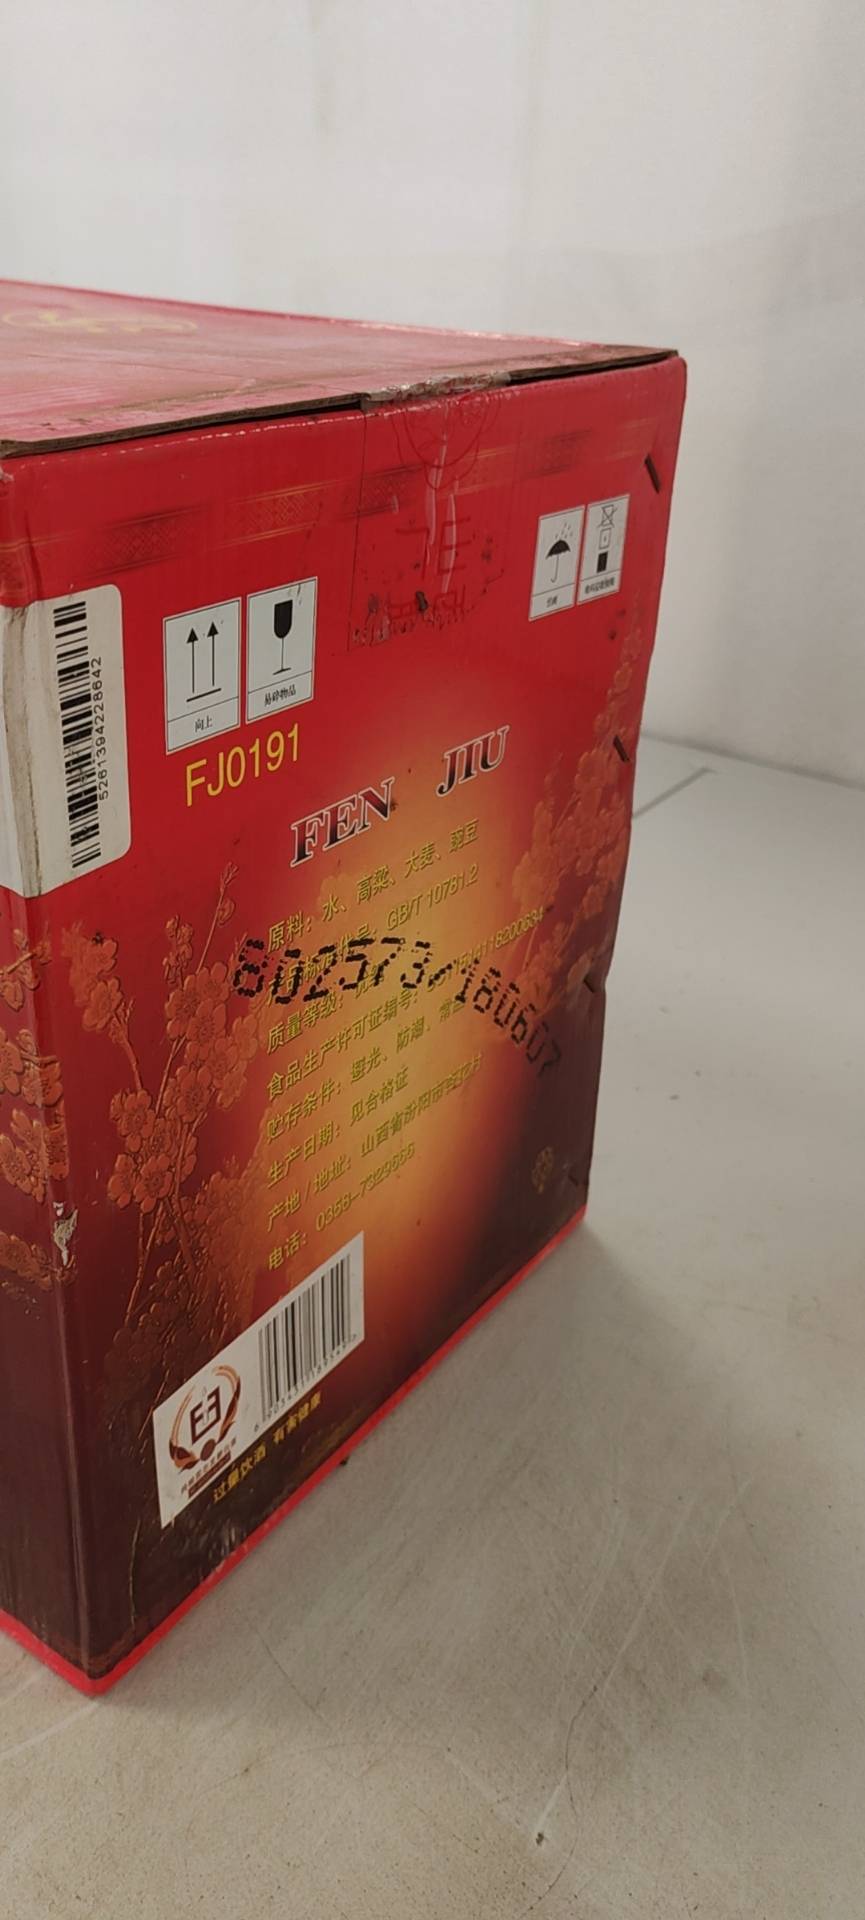 5261394228642
向上
易碎物品
FJ0191
FEN JIU
原料：水、高粱、大麦、豌豆
GB/T 10781.2
802573-180607
质量等级：
食品生产许可证编号：
贮存条件：避光、防潮、常温
生产日期：见合格证
产地/地址：山西省汾阳市杏花村
电话：0358-7329666
过量饮酒 有害健康